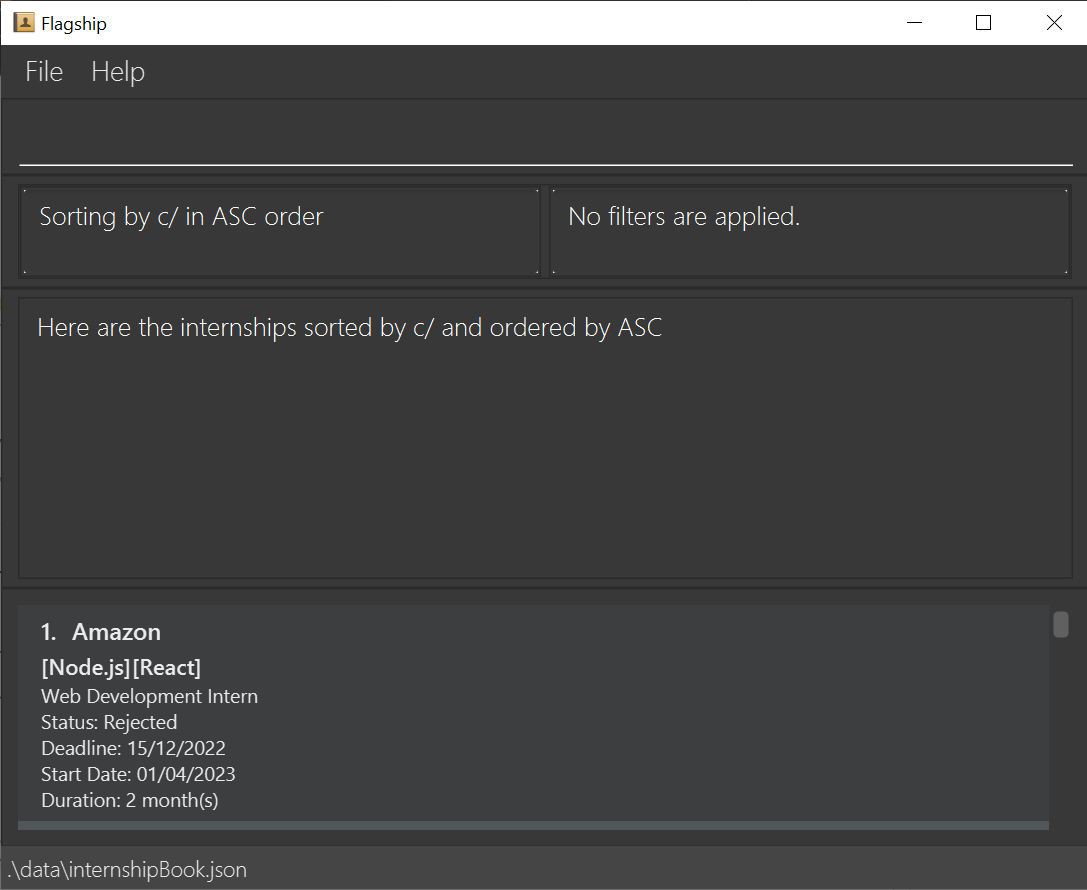 Flagship
File Help
Sorting by c/ in ASC order
No filters are applied.
Here are the internships sorted by c/ and ordered by ASC
1. Amazon
[Node.js][React]
Web Development Intern
Status: Rejected
Deadline: 15/12/2022
Start Date: 01/04/2023
Duration: 2 month(s)
.\data\internshipBook.json